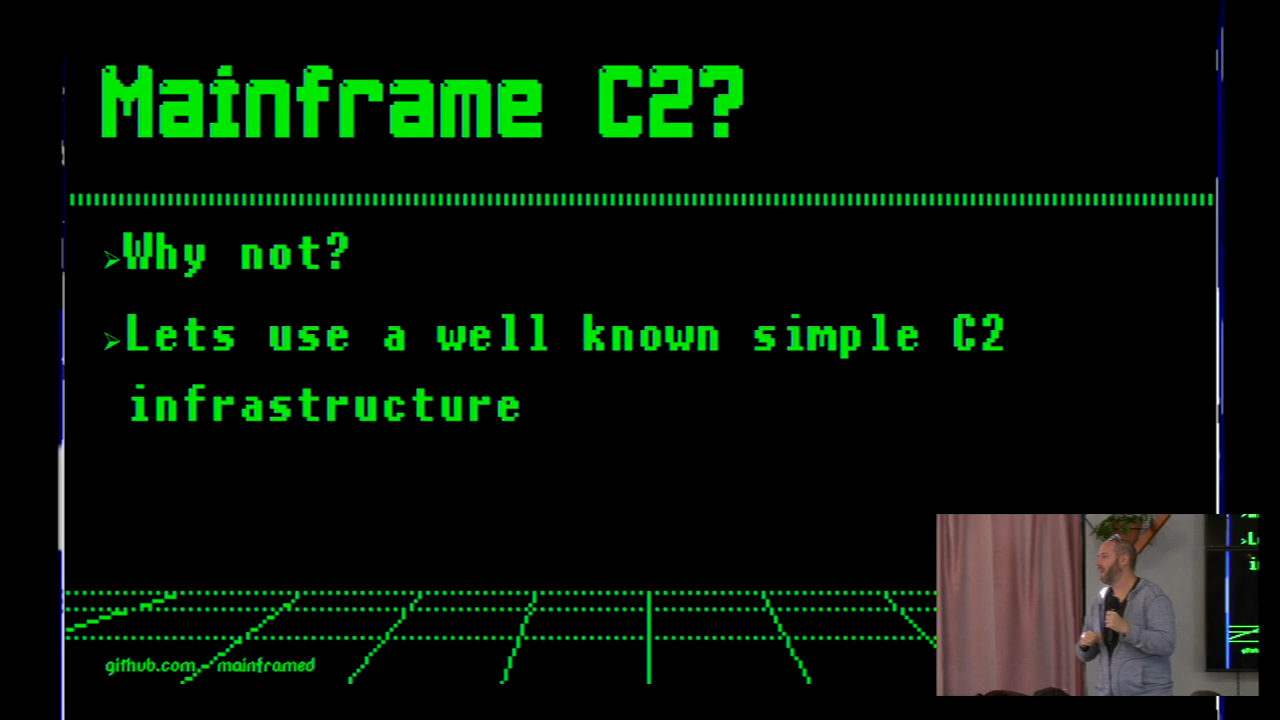 Mainframe C2?
➢Why not?
➢Lets use a well known simple C2
infrastructure
github.com - mainframed